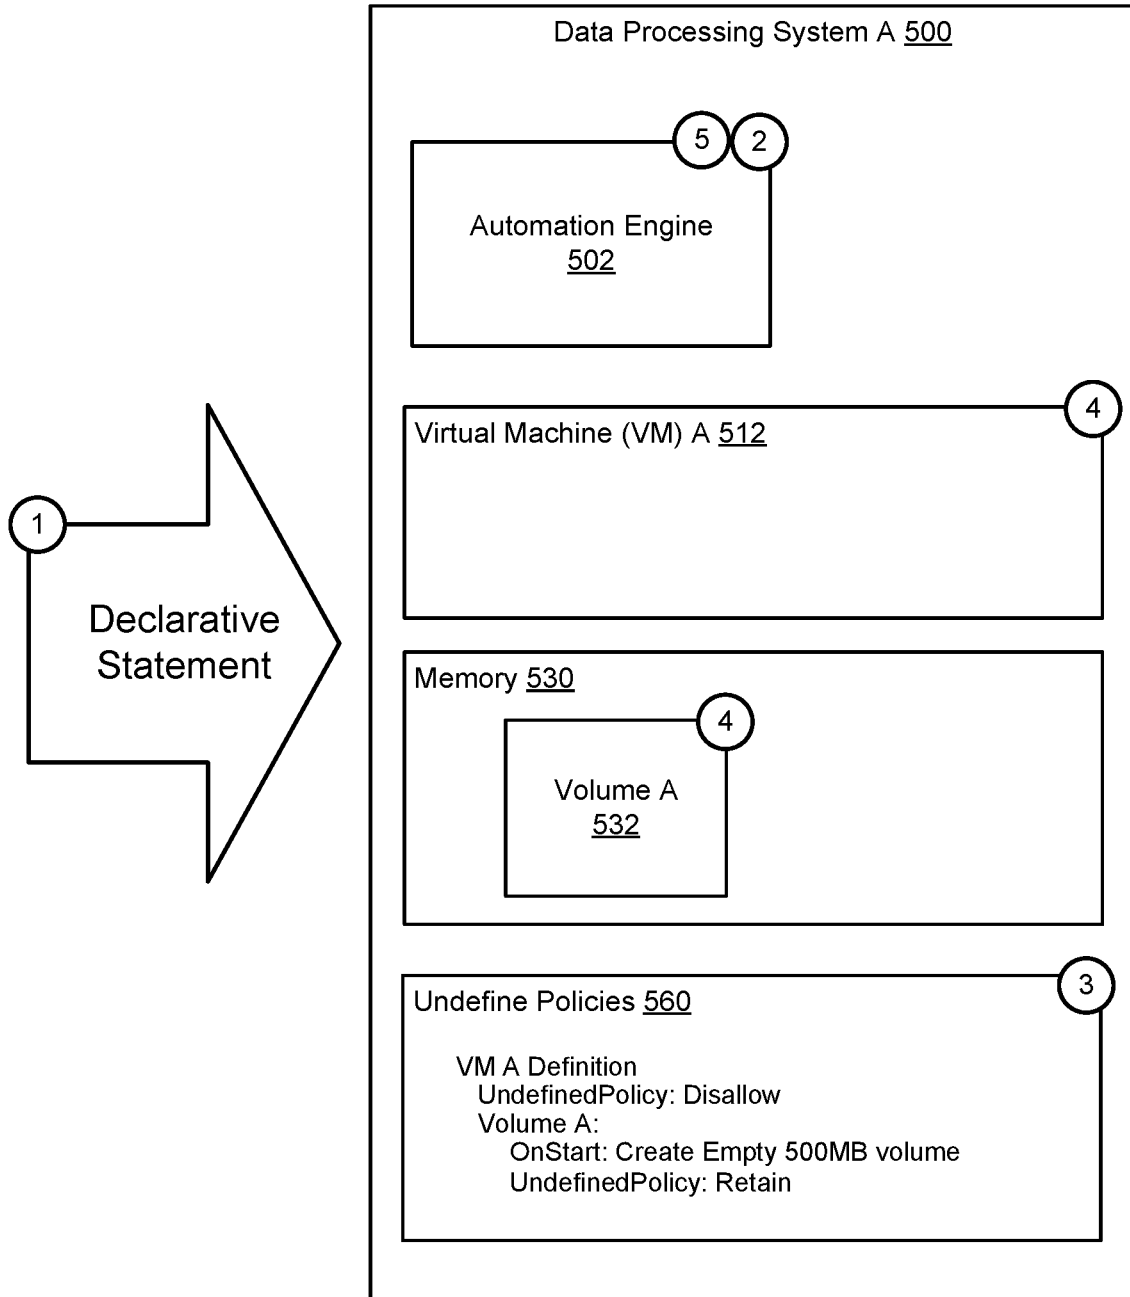 Data Processing System A 500
5
2
Automation Engine
502
4
Virtual Machine (VM) A 512
1
Declarative
Statement
Memory 530
4
Volume A
532
3
Undefine Policies 560
VM A Definition
UndefinedPolicy: Disallow
Volume A:
OnStart: Create Empty 500MB volume
UndefinedPolicy: Retain